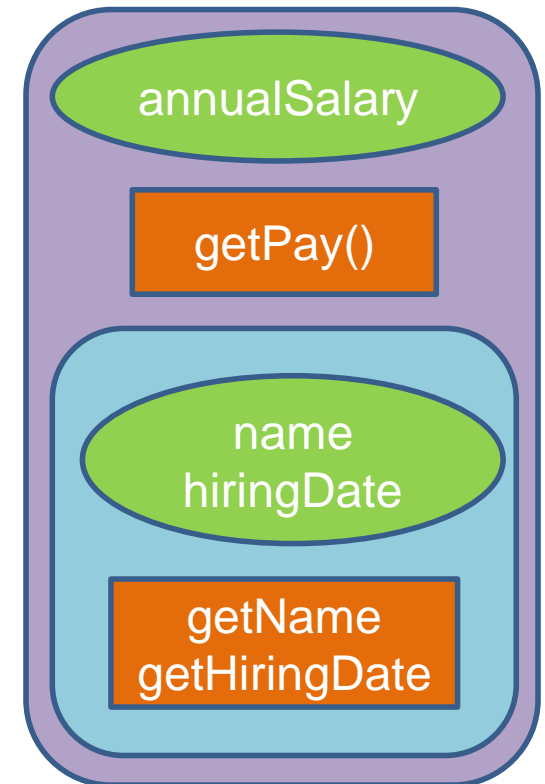 annualSalary
getPay()
name
hiringDate
getName
getHiringDate